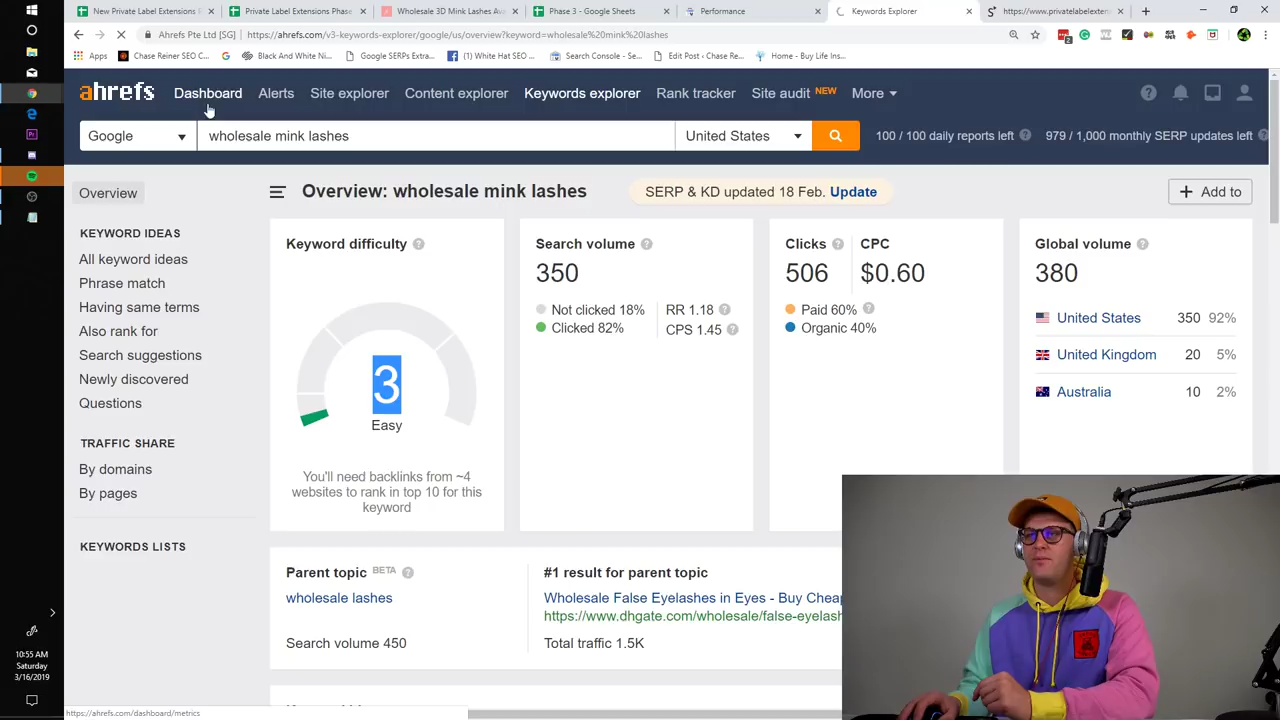 New Private Label Extensions F
Private Label Extensions Phase
Wholesale 3D Mink Lashes Ava
Phase 3 - Google Sheets
Performance
Keywords Explorer
https://www.privatelabelexten
Ahrefs Pte Ltd [SG] | https://ahrefs.com/v3-keywords-explorer/google/us/overview?keyword=wholesale%20mink%20lashes
Apps
Chase Reiner SEO C...
Black And White Ni...
Google SERPs Extra...
White Hat SEO ...
Search Console - Se...
Edit Post ‹ Chase Re...
Home - Buy Life Ins...
ahrefs
Dashboard
Alerts
Site explorer
Content explorer
Keywords explorer
Rank tracker
Site audit NEW
More
Google
wholesale mink lashes
United States
100 / 100 daily reports left
979 / 1,000 monthly SERP updates left
Overview
Overview: wholesale mink lashes
SERP & KD updated 18 Feb. Update
+ Add to
KEYWORD IDEAS
All keyword ideas
Phrase match
Having same terms
Also rank for
Search suggestions
Newly discovered
Questions
TRAFFIC SHARE
By domains
By pages
KEYWORDS LISTS
Keyword difficulty
3
Easy
You'll need backlinks from ~4
websites to rank in top 10 for this
keyword
Search volume
350
Not clicked 18%
Clicked 82%
RR 1.18
CPS 1.45
Clicks
506
CPC
$0.60
Paid 60%
Organic 40%
Global volume
380
United States 350 92%
United Kingdom 20 5%
Australia 10 2%
Parent topic BETA
wholesale lashes
Search volume 450
#1 result for parent topic
Wholesale False Eyelashes in Eyes - Buy Cheap
https://www.dhgate.com/wholesale/false-eyelash
Total traffic 1.5K
10:55 AM
Saturday
3/16/2019
https://ahrefs.com/dashboard/metrics